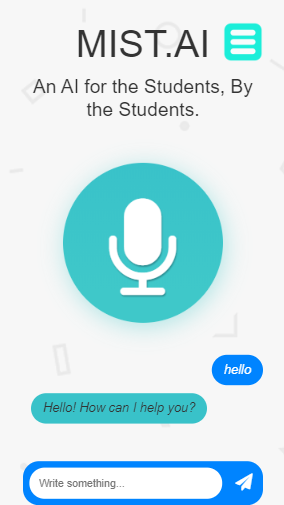 MIST.AI
An AI for the Students, By
the Students.
hello
Hello! How can I help you?
Write something...